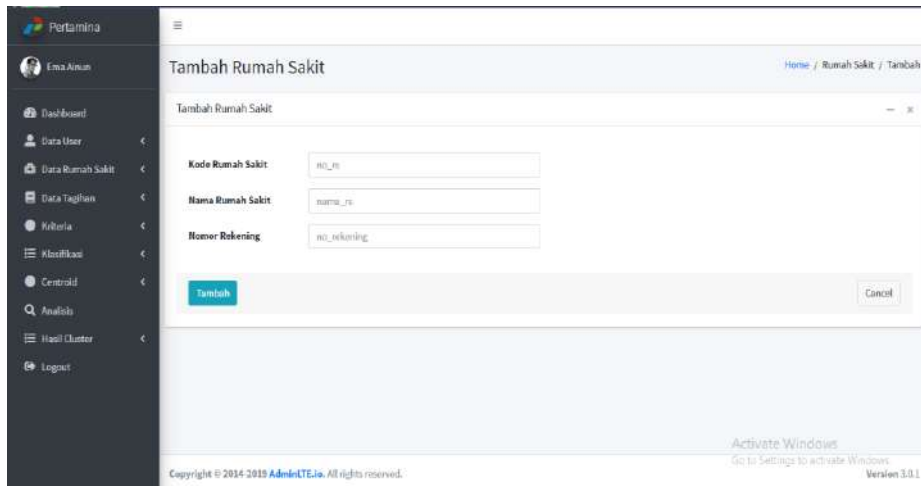 Pertamina
Ema Ainun
Dashboard
Data User
Data Rumah Sakit
Data Tagihan
Kriteria
Klasifikasi
Centroid
Analisis
Hasil Cluster
Logout
Tambah Rumah Sakit
Home / Rumah Sakit / Tambah
Tambah Rumah Sakit
Kode Rumah Sakit
no_rs
Nama Rumah Sakit
nama_rs
Nomor Rekening
no_rekening
Tambah
Cancel
Activate Windows
Go to Settings to activate Windows.
Copyright © 2014-2019 AdminLTE.io. All rights reserved.
Version 3.0.1